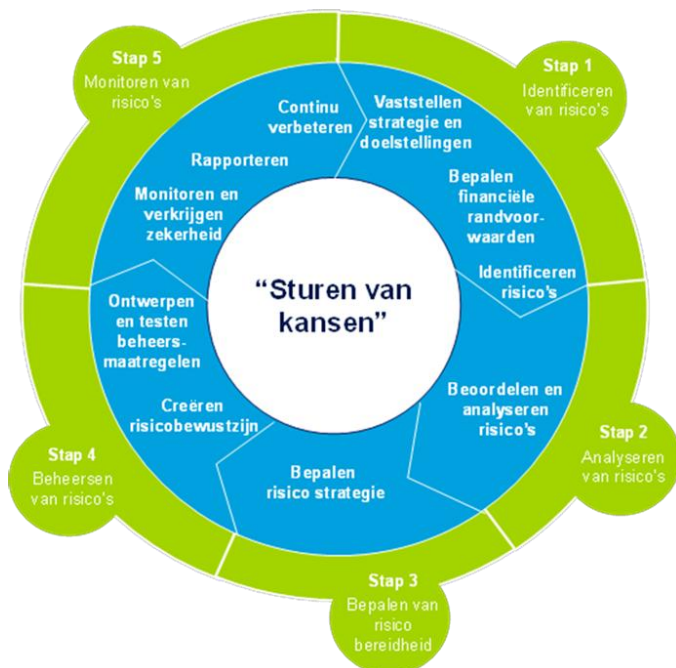 Stap 1
Identificeren
van risico's
Vaststellen
strategie en
doelstellingen
Bepalen
financiële
randvoor-
waarden
Identificeren
risico's
Stap 2
Analyseren
van risico's
Beoordelen en
analyseren
risico's
Stap 3
Bepalen van
risico
bereidheid
Bepalen
risico strategie
Stap 4
Beheersen
van risico's
Creëren
risicobewustzijn
Ontwerpen
en testen
beheers-
maatregelen
Stap 5
Monitoren van
risico's
Monitoren en
verkrijgen
zekerheid
Rapporteren
Continu
verbeteren
“Sturen van
kansen”